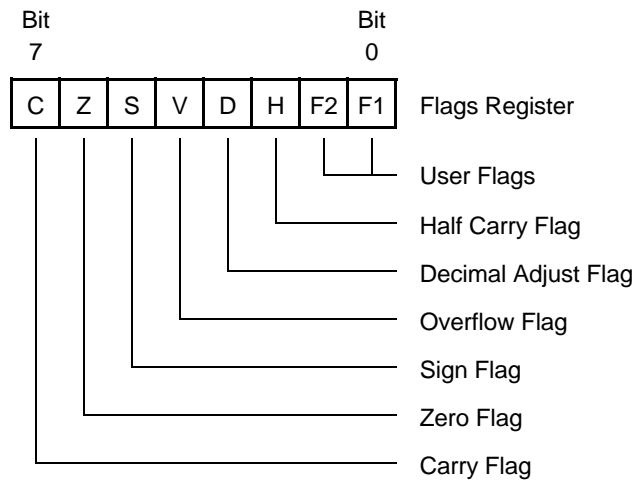 Bit Bit
7 0
C Z S V D H F2 F1 Flags Register
User Flags
Half Carry Flag
Decimal Adjust Flag
Overflow Flag
Sign Flag
Zero Flag
Carry Flag